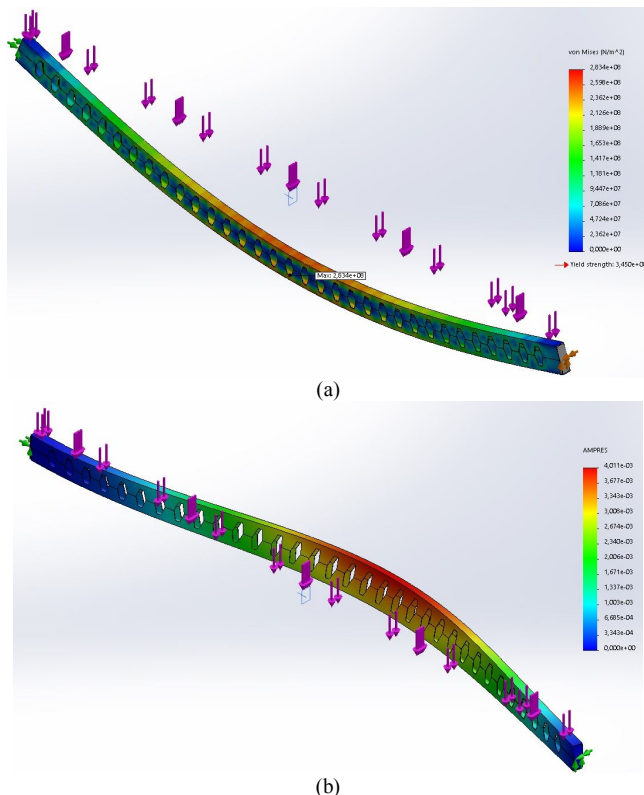 von Mises (N/m^2)
2,834e+08
2,598e+08
2,362e+08
2,126e+08
1,889e+08
1,653e+08
1,417e+08
1,181e+08
9,447e+07
7,086e+07
4,724e+07
2,362e+07
0,000e+00
Yield strength: 3,450e+0
Max: 2,834e+08
(a)
AMPRES
4,011e-03
3,677e-03
3,343e-03
3,008e-03
2,674e-03
2,340e-03
2,006e-03
1,671e-03
1,337e-03
1,003e-03
6,685e-04
3,343e-04
0,000e+00
(b)